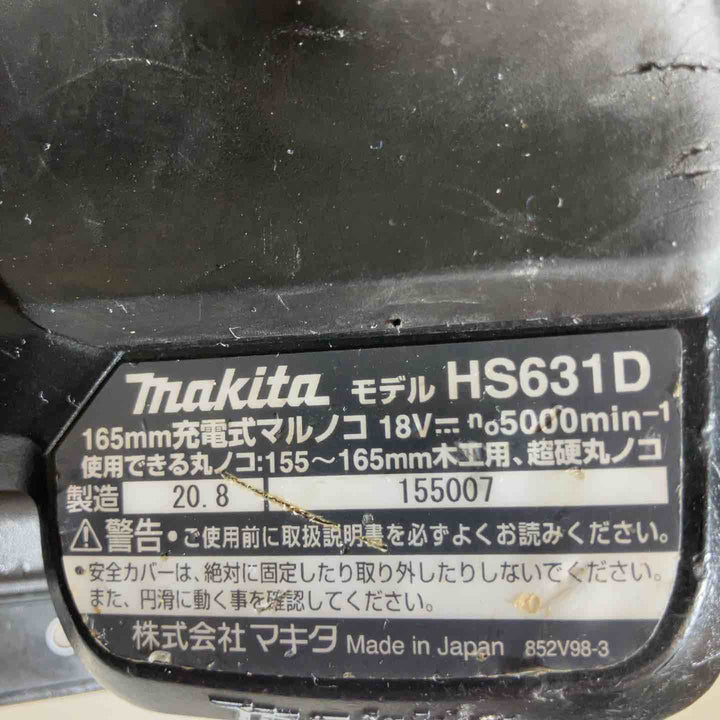 makita モデル HS631D
165mm充電式マルノコ 18V⎓ n₀5000min⁻¹
使用できる丸ノコ:155～165mm木工用、超硬丸ノコ
製造 20.8 155007
⚠警告・ご使用前に取扱説明書を必ずよくお読みください。
・安全カバーは、絶対に固定したり取り外したりしないでください。
また、円滑に動く事を確認してください。
株式会社 マキタ Made in Japan 852V98-3